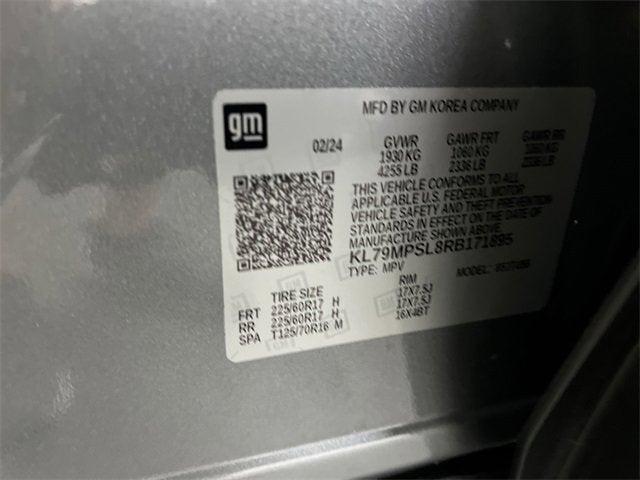 gm
MFD BY GM KOREA COMPANY
02/24
GVWR GAWR FRT GAWR RR
1930 KG 1060 KG 1060 KG
4255 LB 2336 LB 2336 LB
THIS VEHICLE CONFORMS TO ALL
APPLICABLE U.S. FEDERAL MOTOR
VEHICLE SAFETY AND THEFT PREVENTION
STANDARDS IN EFFECT ON THE DATE OF
MANUFACTURE SHOWN ABOVE.
KL79MPSL8RB171895
TYPE: MPV MODEL:
TIRE SIZE RIM
FRT 225/60R17 H 17X7.5J
RR 225/60R17 H 17X7.5J
SPA T125/70R16 M 16X4BT